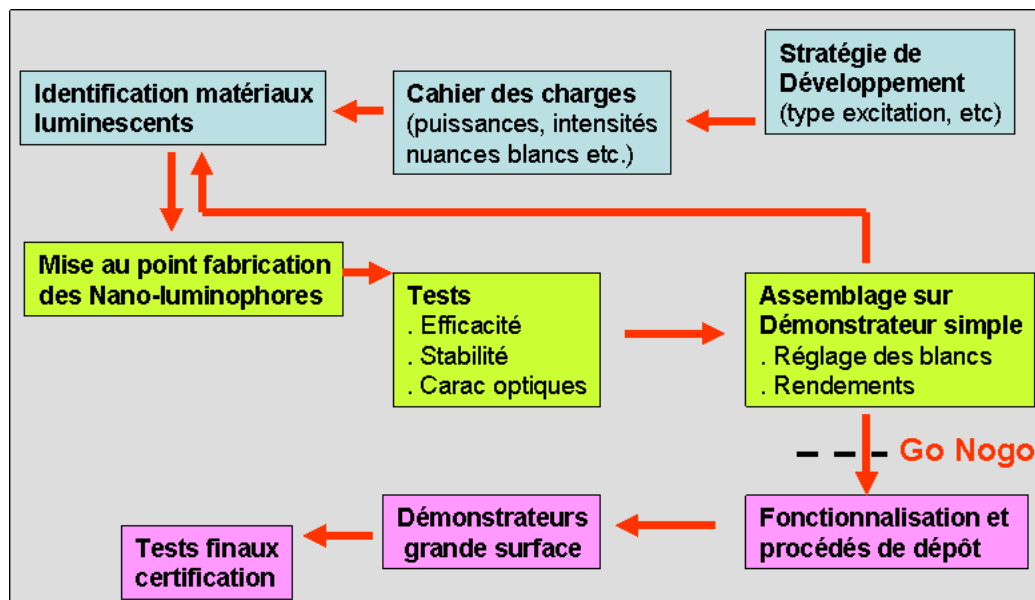 Stratégie de
Développement
(type excitation, etc)
Cahier des charges
(puissances, intensités
nuances blancs etc.)
Identification matériaux
luminescents
Mise au point fabrication
des Nano-luminophores
Tests
. Efficacité
. Stabilité
. Carac optiques
Assemblage sur
Démonstrateur simple
. Réglage des blancs
. Rendements
Go Nogo
Fonctionnalisation et
procédés de dépôt
Démonstrateurs
grande surface
Tests finaux
certification